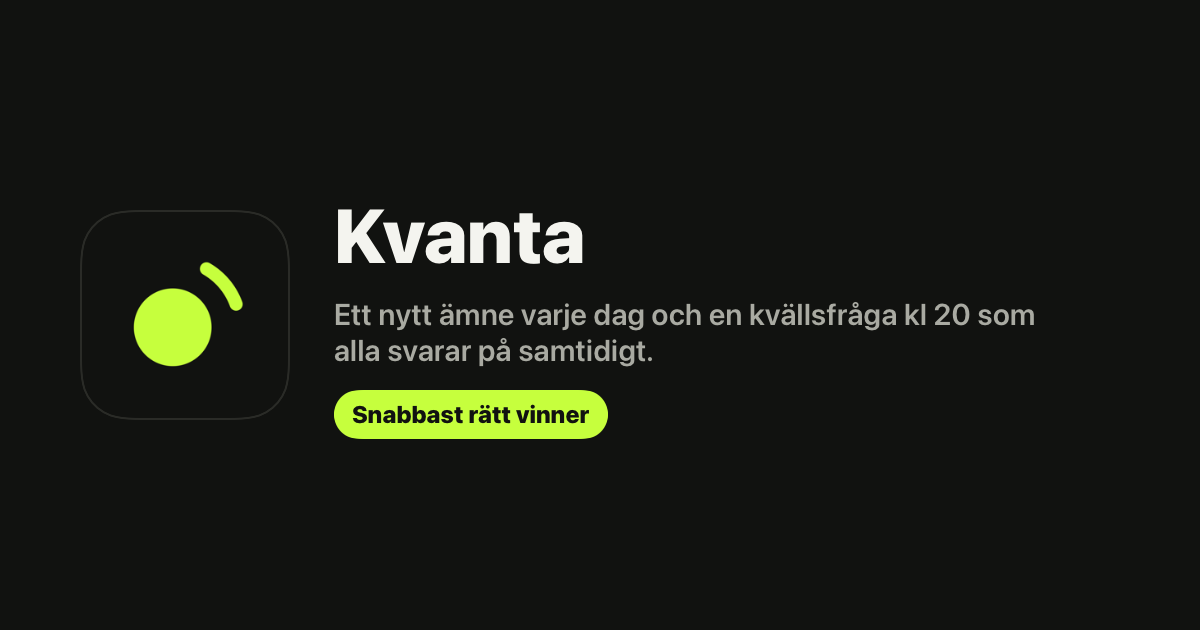 Kvanta
Ett nytt ämne varje dag och en kvällsfråga kl 20 som
alla svarar på samtidigt.
Snabbast rätt vinner